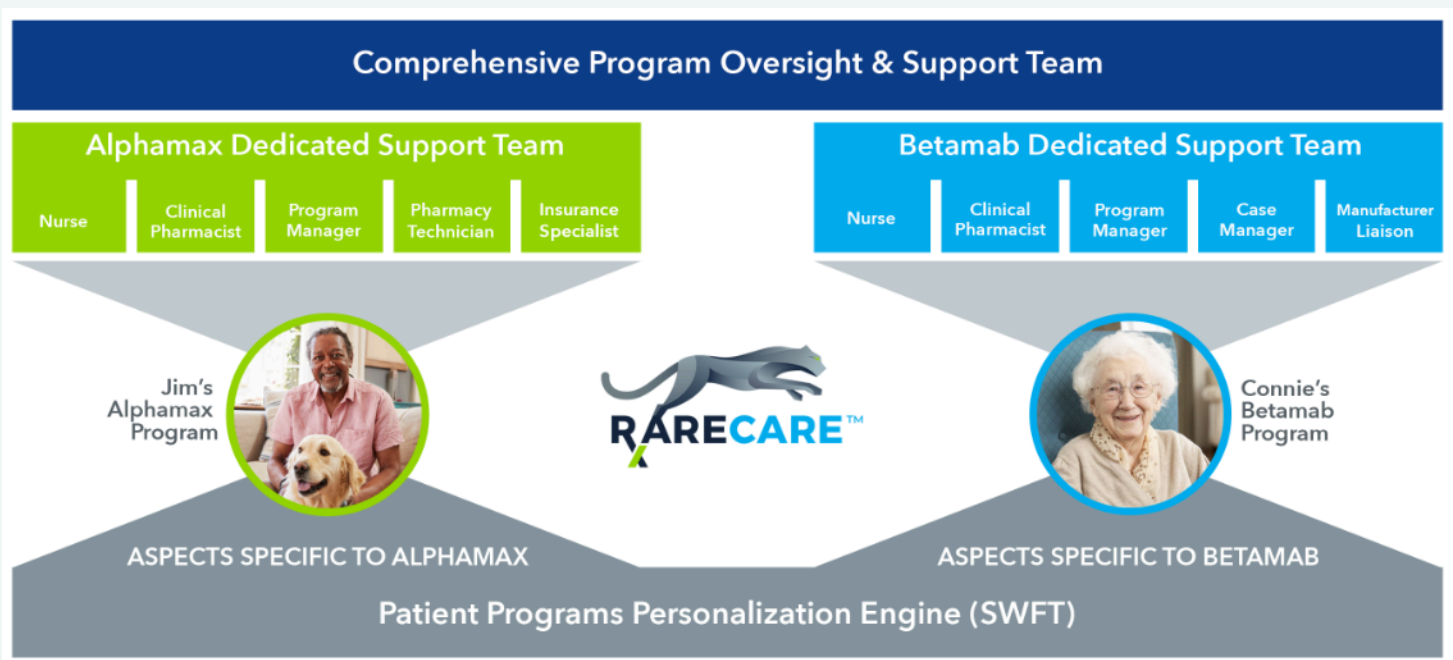 Comprehensive Program Oversight & Support Team
Alphamax Dedicated Support Team
Nurse
Clinical
Pharmacist
Program
Manager
Pharmacy
Technician
Insurance
Specialist
Betamab Dedicated Support Team
Nurse
Clinical
Pharmacist
Program
Manager
Case
Manager
Manufacturer
Liaison
Jim's
Alphamax
Program
RARECARE™
Connie's
Betamab
Program
ASPECTS SPECIFIC TO ALPHAMAX
ASPECTS SPECIFIC TO BETAMAB
Patient Programs Personalization Engine (SWFT)